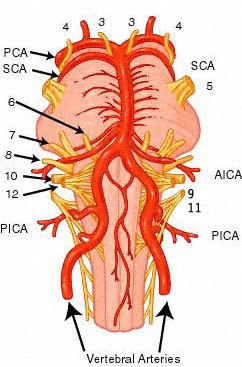 4 3 3 4
PCA
SCA SCA
5
6
7
8 AICA
10
12 9
11
PICA PICA
Vertebral Arteries